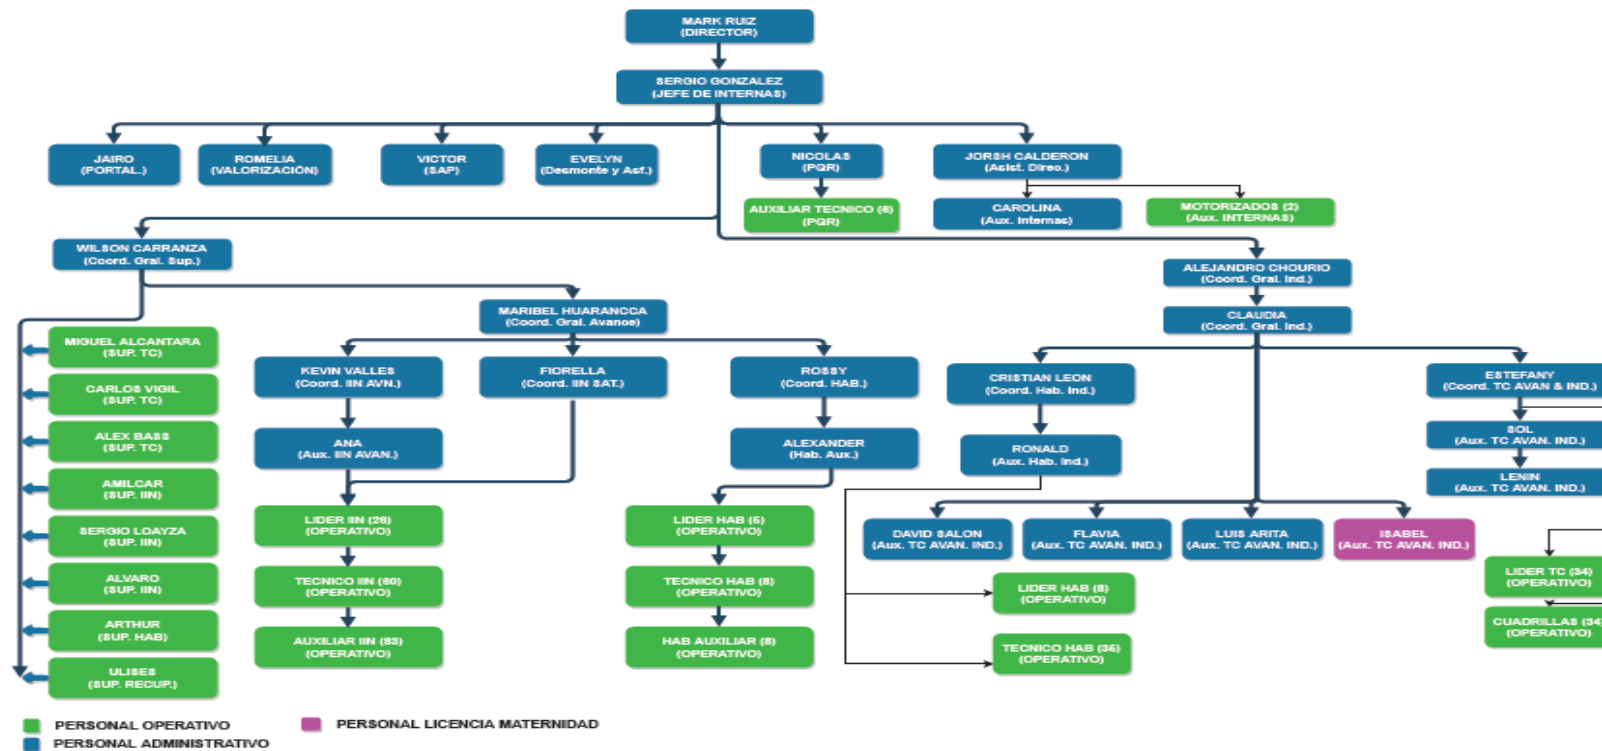 MARK RUIZ
(DIRECTOR)
SERGIO GONZALEZ
(JEFE DE INTERNAS)
JAIRO
(PORTAL.)
ROMELIA
(VALORIZACIÓN)
VICTOR
(SAP)
EVELYN
(Desmonte y Asf.)
NICOLAS
(PQR)
JORSH CALDERON
(Asist. Direc.)
AUXILIAR TECNICO (6)
(PQR)
CAROLINA
(Aux. Internas)
MOTORIZADOS (2)
(Aux. INTERNAS)
WILSON CARRANZA
(Coord. Gral. Sup.)
ALEJANDRO CHOURIO
(Coord. Gral. Ind.)
MARIBEL HUARANCCA
(Coord. Gral. Avance)
CLAUDIA
(Coord. Gral. Ind.)
MIGUEL ALCANTARA
(SUP. TC)
CARLOS VIGIL
(SUP. TC)
ALEX BASS
(SUP. TC)
AMILCAR
(SUP. IIN)
SERGIO LOAYZA
(SUP. IIN)
ALVARO
(SUP. IIN)
ARTHUR
(SUP. HAB)
ULISES
(SUP. RECUP.)
KEVIN VALLES
(Coord. IIN AVN.)
FIORELLA
(Coord. IIN SAT.)
ROSSY
(Coord. HAB.)
ANA
(Aux. IIN AVAN.)
ALEXANDER
(Hab. Aux.)
LIDER IIN (26)
(OPERATIVO)
TECNICO IIN (60)
(OPERATIVO)
AUXILIAR IIN (83)
(OPERATIVO)
LIDER HAB (5)
(OPERATIVO)
TECNICO HAB (8)
(OPERATIVO)
HAB AUXILIAR (8)
(OPERATIVO)
CRISTIAN LEON
(Coord. Hab. Ind.)
RONALD
(Aux. Hab. Ind.)
ESTEFANY
(Coord. TC AVAN & IND.)
SOL
(Aux. TC AVAN. IND.)
LENIN
(Aux. TC AVAN. IND.)
DAVID SALON
(Aux. TC AVAN. IND.)
FLAVIA
(Aux. TC AVAN. IND.)
LUIS ARITA
(Aux. TC AVAN. IND.)
ISABEL
(Aux. TC AVAN. IND.)
LIDER HAB (8)
(OPERATIVO)
TECNICO HAB (35)
(OPERATIVO)
LIDER TC (34)
(OPERATIVO)
CUADRILLAS (34)
(OPERATIVO)
PERSONAL OPERATIVO
PERSONAL LICENCIA MATERNIDAD
PERSONAL ADMINISTRATIVO